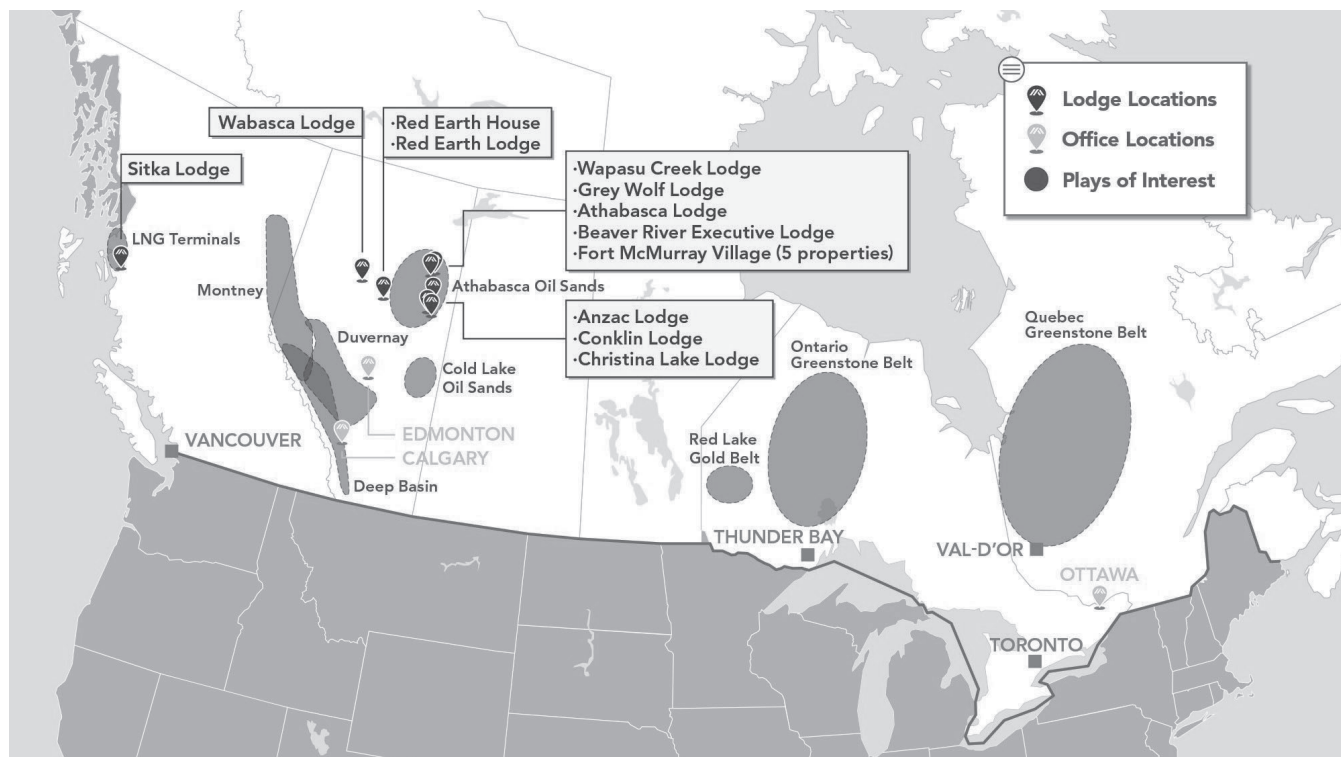 Lodge Locations
Office Locations
Plays of Interest
Wabasca Lodge
·Red Earth House
·Red Earth Lodge
Sitka Lodge
·Wapasu Creek Lodge
·Grey Wolf Lodge
·Athabasca Lodge
·Beaver River Executive Lodge
·Fort McMurray Village (5 properties)
LNG Terminals
Montney
Athabasca Oil Sands
·Anzac Lodge
·Conklin Lodge
·Christina Lake Lodge
Duvernay
Cold Lake
Oil Sands
Ontario
Greenstone Belt
Quebec
Greenstone Belt
EDMONTON
CALGARY
VANCOUVER
Red Lake
Gold Belt
Deep Basin
THUNDER BAY
VAL-D'OR
OTTAWA
TORONTO